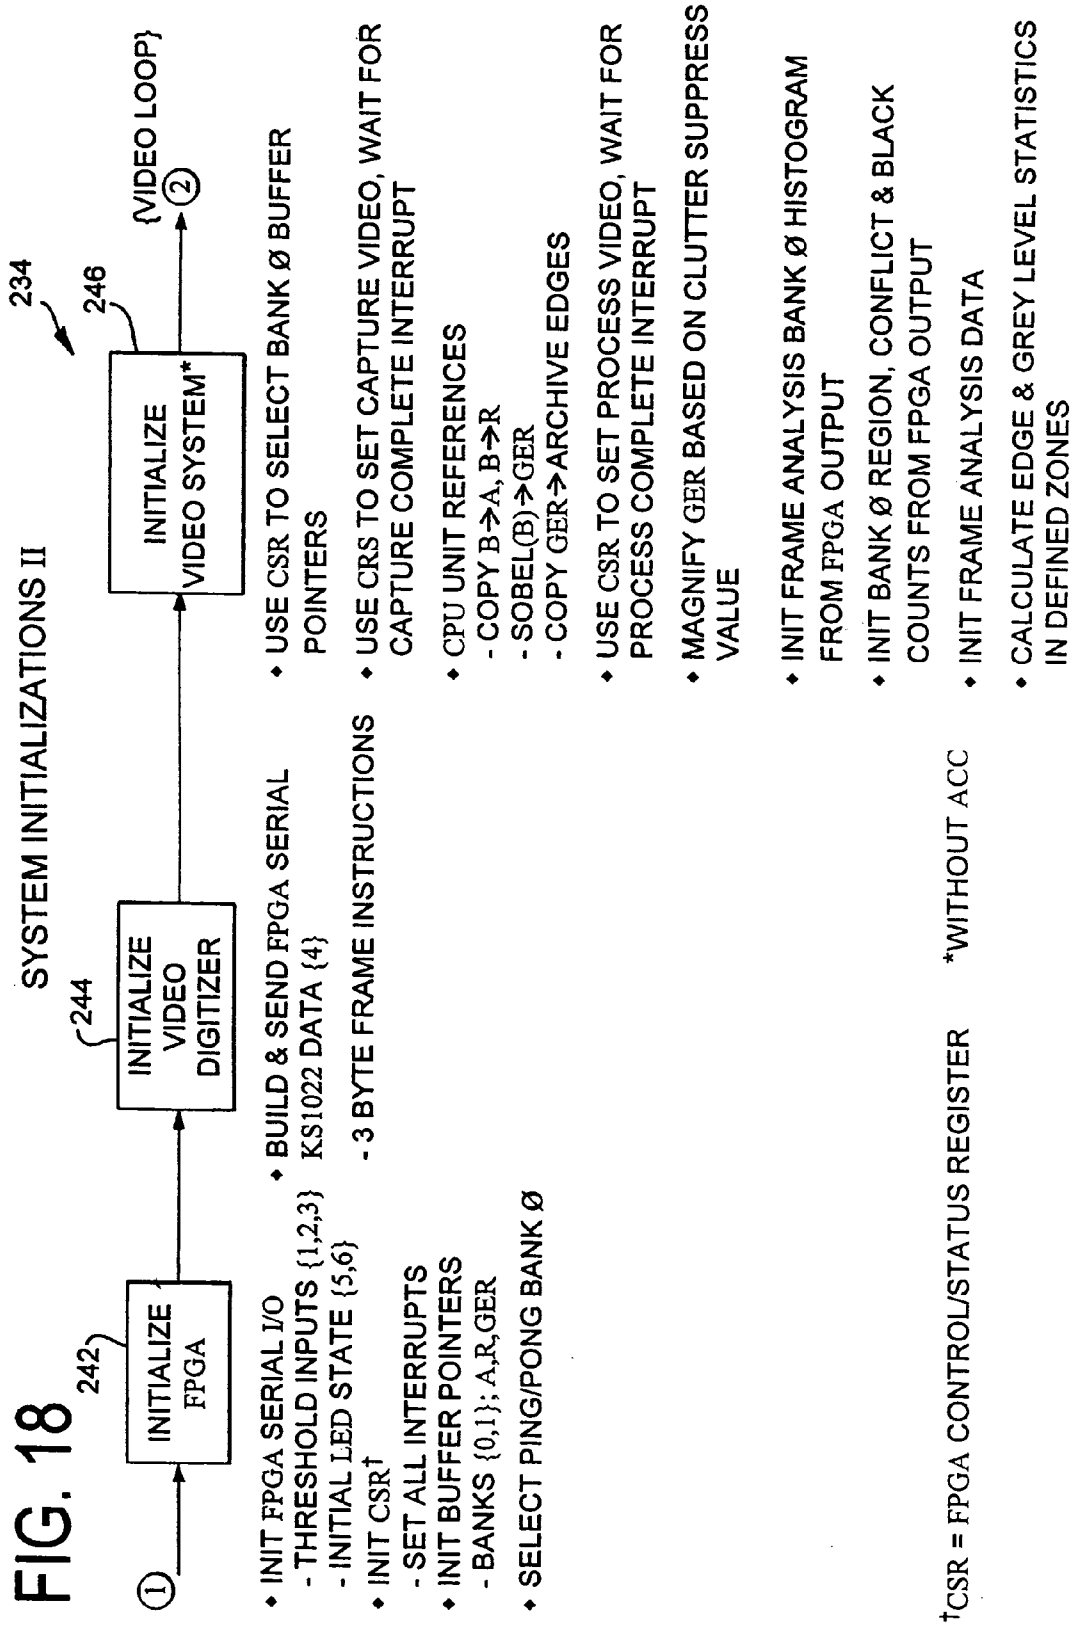 FIG. 18
SYSTEM INITIALIZATIONS II
234
1
242
INITIALIZE
FPGA
244
INITIALIZE
VIDEO
DIGITIZER
246
INITIALIZE
VIDEO SYSTEM*
{VIDEO LOOP}
2
♦ INIT FPGA SERIAL I/O
- THRESHOLD INPUTS {1,2,3}
- INITIAL LED STATE {5,6}
♦ INIT CSR†
- SET ALL INTERRUPTS
♦ INIT BUFFER POINTERS
- BANKS {0,1}; A,R,GER
♦ SELECT PING/PONG BANK Ø
♦ BUILD & SEND FPGA SERIAL
KS1022 DATA {4}
- 3 BYTE FRAME INSTRUCTIONS
♦ USE CSR TO SELECT BANK Ø BUFFER
POINTERS
♦ USE CRS TO SET CAPTURE VIDEO, WAIT FOR
CAPTURE COMPLETE INTERRUPT
♦ CPU UNIT REFERENCES
- COPY B→A, B→R
- SOBEL(B)→GER
- COPY GER→ARCHIVE EDGES
♦ USE CSR TO SET PROCESS VIDEO, WAIT FOR
PROCESS COMPLETE INTERRUPT
♦ MAGNIFY GER BASED ON CLUTTER SUPPRESS
VALUE
♦ INIT FRAME ANALYSIS BANK Ø HISTOGRAM
FROM FPGA OUTPUT
♦ INIT BANK Ø REGION, CONFLICT & BLACK
COUNTS FROM FPGA OUTPUT
♦ INIT FRAME ANALYSIS DATA
♦ CALCULATE EDGE & GREY LEVEL STATISTICS
IN DEFINED ZONES
†CSR = FPGA CONTROL/STATUS REGISTER
*WITHOUT ACC